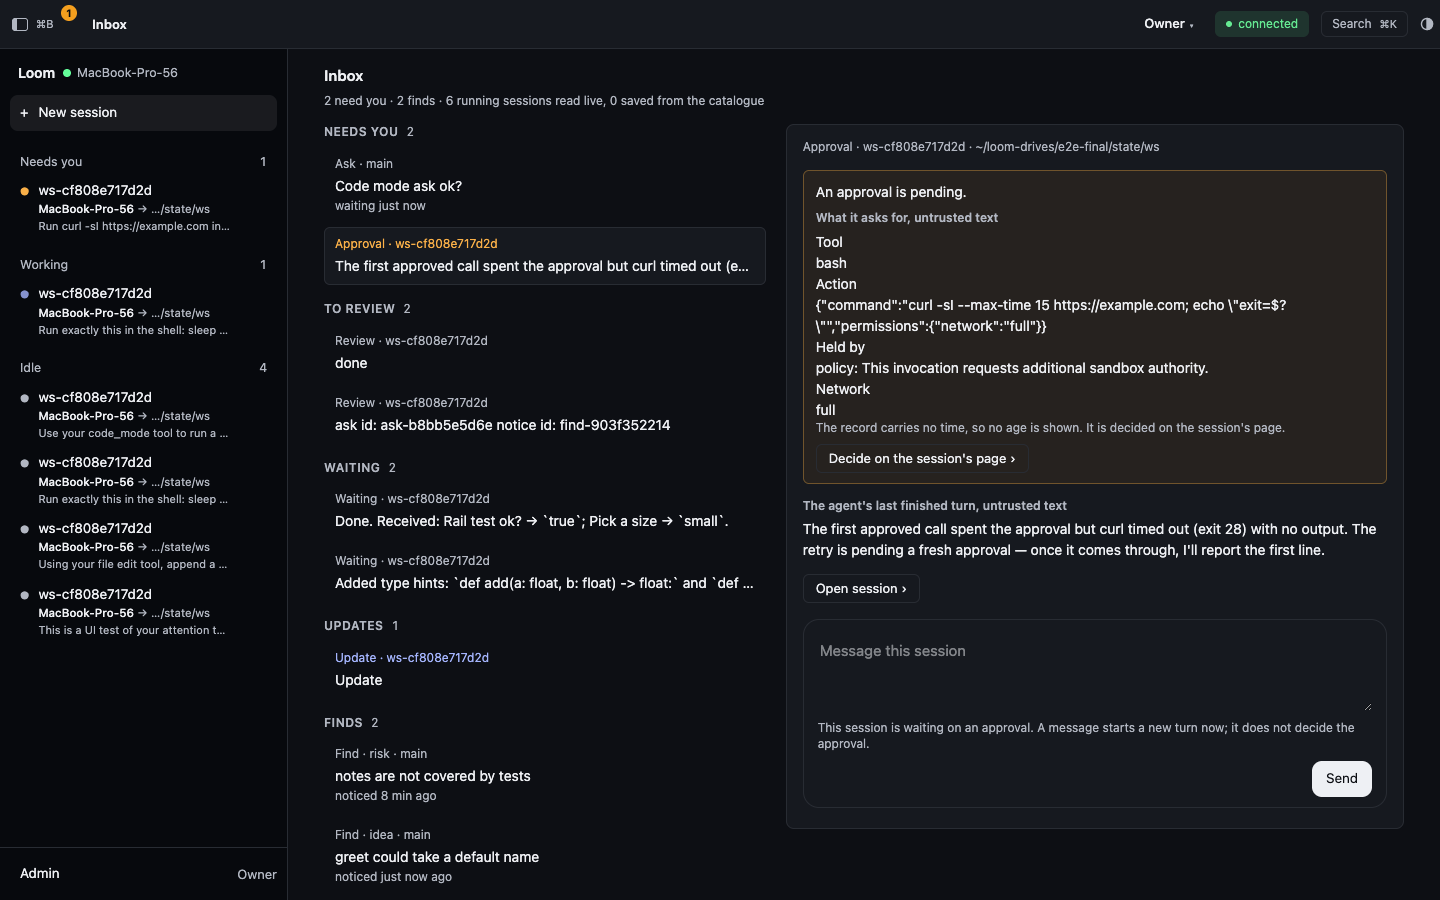 ⌘B
1
Inbox
Owner
connected
Search ⌘K
Loom MacBook-Pro-56
+ New session
Needs you 1
ws-cf808e717d2d
MacBook-Pro-56 → .../state/ws
Run curl -sI https://example.com in...
Working 1
ws-cf808e717d2d
MacBook-Pro-56 → .../state/ws
Run exactly this in the shell: sleep ...
Idle 4
ws-cf808e717d2d
MacBook-Pro-56 → .../state/ws
Use your code_mode tool to run a ...
ws-cf808e717d2d
MacBook-Pro-56 → .../state/ws
Run exactly this in the shell: sleep ...
ws-cf808e717d2d
MacBook-Pro-56 → .../state/ws
Using your file edit tool, append a ...
ws-cf808e717d2d
MacBook-Pro-56 → .../state/ws
This is a UI test of your attention t...
Admin Owner
Inbox
2 need you · 2 finds · 6 running sessions read live, 0 saved from the catalogue
NEEDS YOU 2
Ask · main
Code mode ask ok?
waiting just now
Approval · ws-cf808e717d2d
The first approved call spent the approval but curl timed out (e...
TO REVIEW 2
Review · ws-cf808e717d2d
done
Review · ws-cf808e717d2d
ask id: ask-b8bb5e5d6e notice id: find-903f352214
WAITING 2
Waiting · ws-cf808e717d2d
Done. Received: Rail test ok? → `true`; Pick a size → `small`.
Waiting · ws-cf808e717d2d
Added type hints: `def add(a: float, b: float) -> float:` and `def ...
UPDATES 1
Update · ws-cf808e717d2d
Update
FINDS 2
Find · risk · main
notes are not covered by tests
noticed 8 min ago
Find · idea · main
greet could take a default name
noticed just now ago
Approval · ws-cf808e717d2d · ~/loom-drives/e2e-final/state/ws
An approval is pending.
What it asks for, untrusted text
Tool
bash
Action
{"command":"curl -sI --max-time 15 https://example.com; echo \"exit=$?
\"","permissions":{"network":"full"}}
Held by
policy: This invocation requests additional sandbox authority.
Network
full
The record carries no time, so no age is shown. It is decided on the session's page.
Decide on the session's page ›
The agent's last finished turn, untrusted text
The first approved call spent the approval but curl timed out (exit 28) with no output. The
retry is pending a fresh approval — once it comes through, I'll report the first line.
Open session ›
Message this session
This session is waiting on an approval. A message starts a new turn now; it does not decide the
approval.
Send